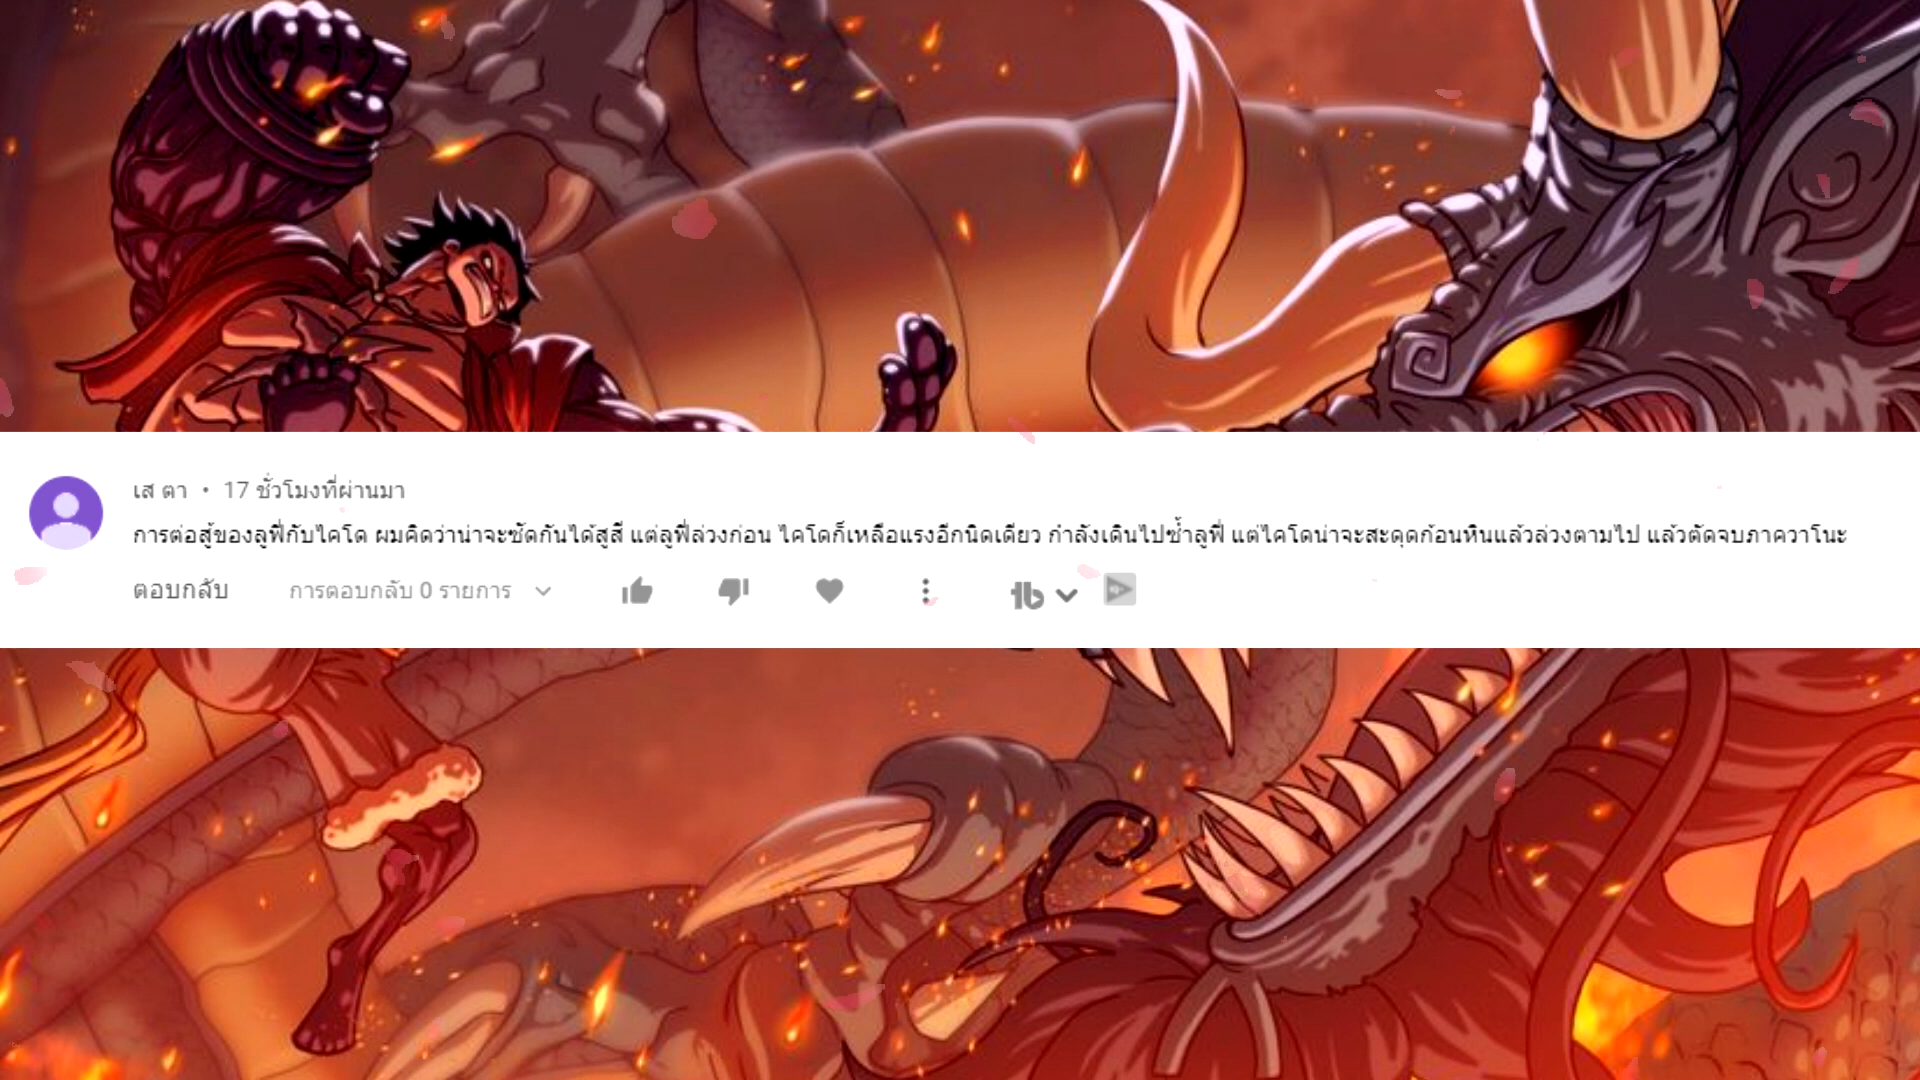 เส ตา • 17 ชั่วโมงที่ผ่านมา
การต่อสู้ของลูฟี่กับไคโด ผมคิดว่าน่าจะซัดกันได้สูสี แต่ลูฟี่ล่วงก่อน ไคโดก็เหลือแรงอีกนิดเดียว กำลังเดินไปซ้ำลูฟี่ แต่ไคโดน่าจะสะดุดก้อนหินแล้วล่วงตามไป แล้วตัดจบภาควาโนะ
ตอบกลับ การตอบกลับ 0 รายการ